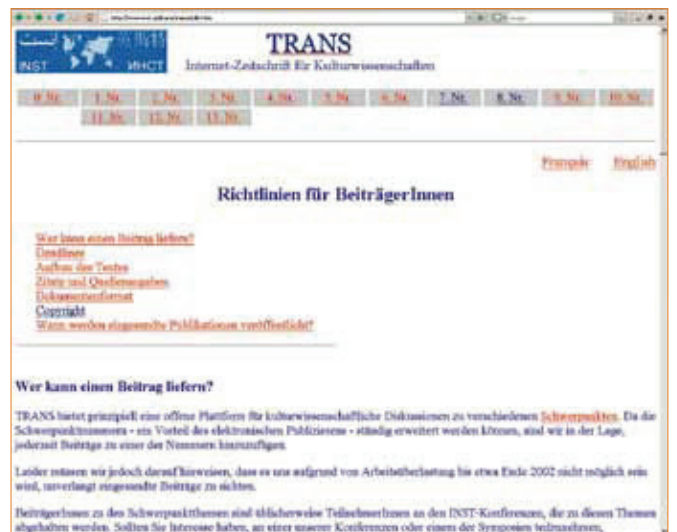 TRANS
INST ИНСТ Internet-Zeitschrift für Kulturwissenschaften
0. Nr. 1. Nr. 2. Nr. 3. Nr. 4. Nr. 5. Nr. 6. Nr. 7. Nr. 8. Nr. 9. Nr. 10. Nr.
11. Nr. 12. Nr. 13. Nr.
Français English
Richtlinien für BeiträgerInnen
Wer kann einen Beitrag liefern?
Deadlines
Aufbau des Textes
Zitate und Quellenangaben
Dokumentenformat
Copyright
Wann werden eingesandte Publikationen veröffentlicht?
Wer kann einen Beitrag liefern?
TRANS bietet prinzipiell eine offene Plattform für kulturwissenschaftliche Diskussionen zu verschiedenen Schwerpunkten. Da die
Schwerpunktnummern - ein Vorteil des elektronischen Publizierens - ständig erweitert werden können, sind wir in der Lage,
jederzeit Beiträge zu einer der Nummern hinzuzufügen.
Leider müssen wir jedoch darauf hinweisen, dass es uns aufgrund von Arbeitsüberlastung bis etwa Ende 2002 nicht möglich sein
wird, unverlangt eingesandte Beiträge zu sichten.
BeiträgerInnen zu den Schwerpunktthemen sind üblicherweise TeilnehmerInnen an den INST-Konferenzen, die zu diesen Themen
abgehalten werden. Sollten Sie Interesse haben, an einer unserer Konferenzen oder einem der Symposien teilzunehmen,